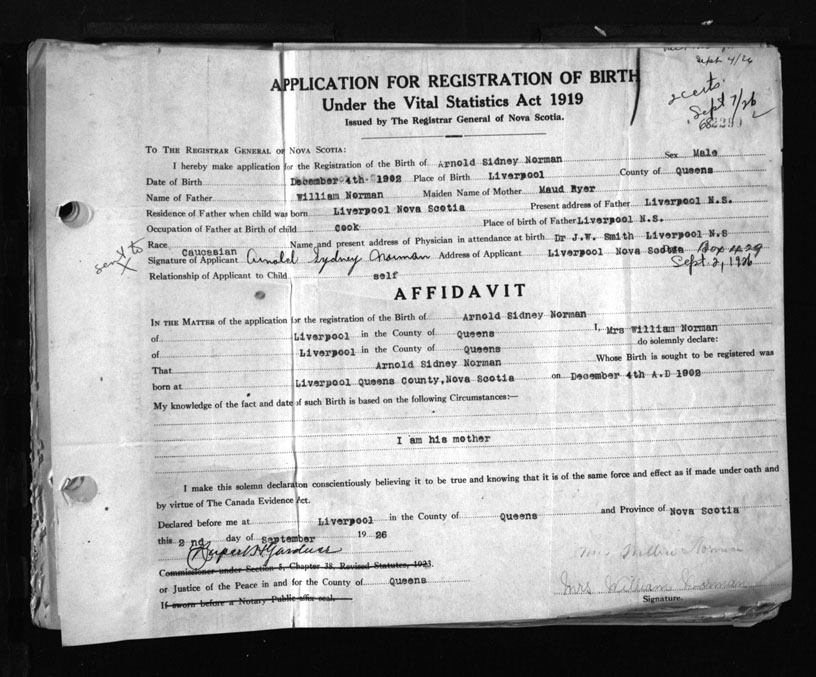 Sept 4/26
APPLICATION FOR REGISTRATION OF BIRTH
2 certs.
Under the Vital Statistics Act 1919
Sept 7/26
Issued by The Registrar General of Nova Scotia.
TO THE REGISTRAR GENERAL OF NOVA SCOTIA:
I hereby make application for the Registration of the Birth of Arnold Sidney Norman Sex Male
Date of Birth December 4th 1902 Place of Birth Liverpool County of Queens
Name of Father William Norman Maiden Name of Mother Maud Myer
Residence of Father when child was born Liverpool Nova Scotia Present address of Father Liverpool N.S.
Occupation of Father at Birth of child Cook Place of birth of Father Liverpool N.S.
Race Caucasian Name and present address of Physician in attendance at birth Dr J.W. Smith Liverpool N.S
sent to X
Signature of Applicant Arnold Sydney Norman Address of Applicant Liverpool Nova Scotia Box 429
Relationship of Applicant to Child self Sept 2, 1926
AFFIDAVIT
IN THE MATTER of the application for the registration of the Birth of Arnold Sidney Norman
of Liverpool in the County of Queens I, Mrs William Norman
of Liverpool in the County of Queens do solemnly declare:
That Arnold Sidney Norman Whose Birth is sought to be registered was
born at Liverpool Queens County, Nova Scotia on December 4th A.D 1902
My knowledge of the fact and date of such Birth is based on the following Circumstances:—
I am his mother
I make this solemn declaraton conscientiously believing it to be true and knowing that it is of the same force and effect as if made under oath and
by virtue of The Canada Evidence Act.
Declared before me at Liverpool in the County of Queens and Province of Nova Scotia
this 2 nd day of September 1926
Mrs William Norman
Commissioner under Section 5, Chapter 38, Revised Statutes, 1923.
or Justice of the Peace in and for the County of Queens
Mrs William Norman
If sworn before a Notary Public affix seal.
Signature.